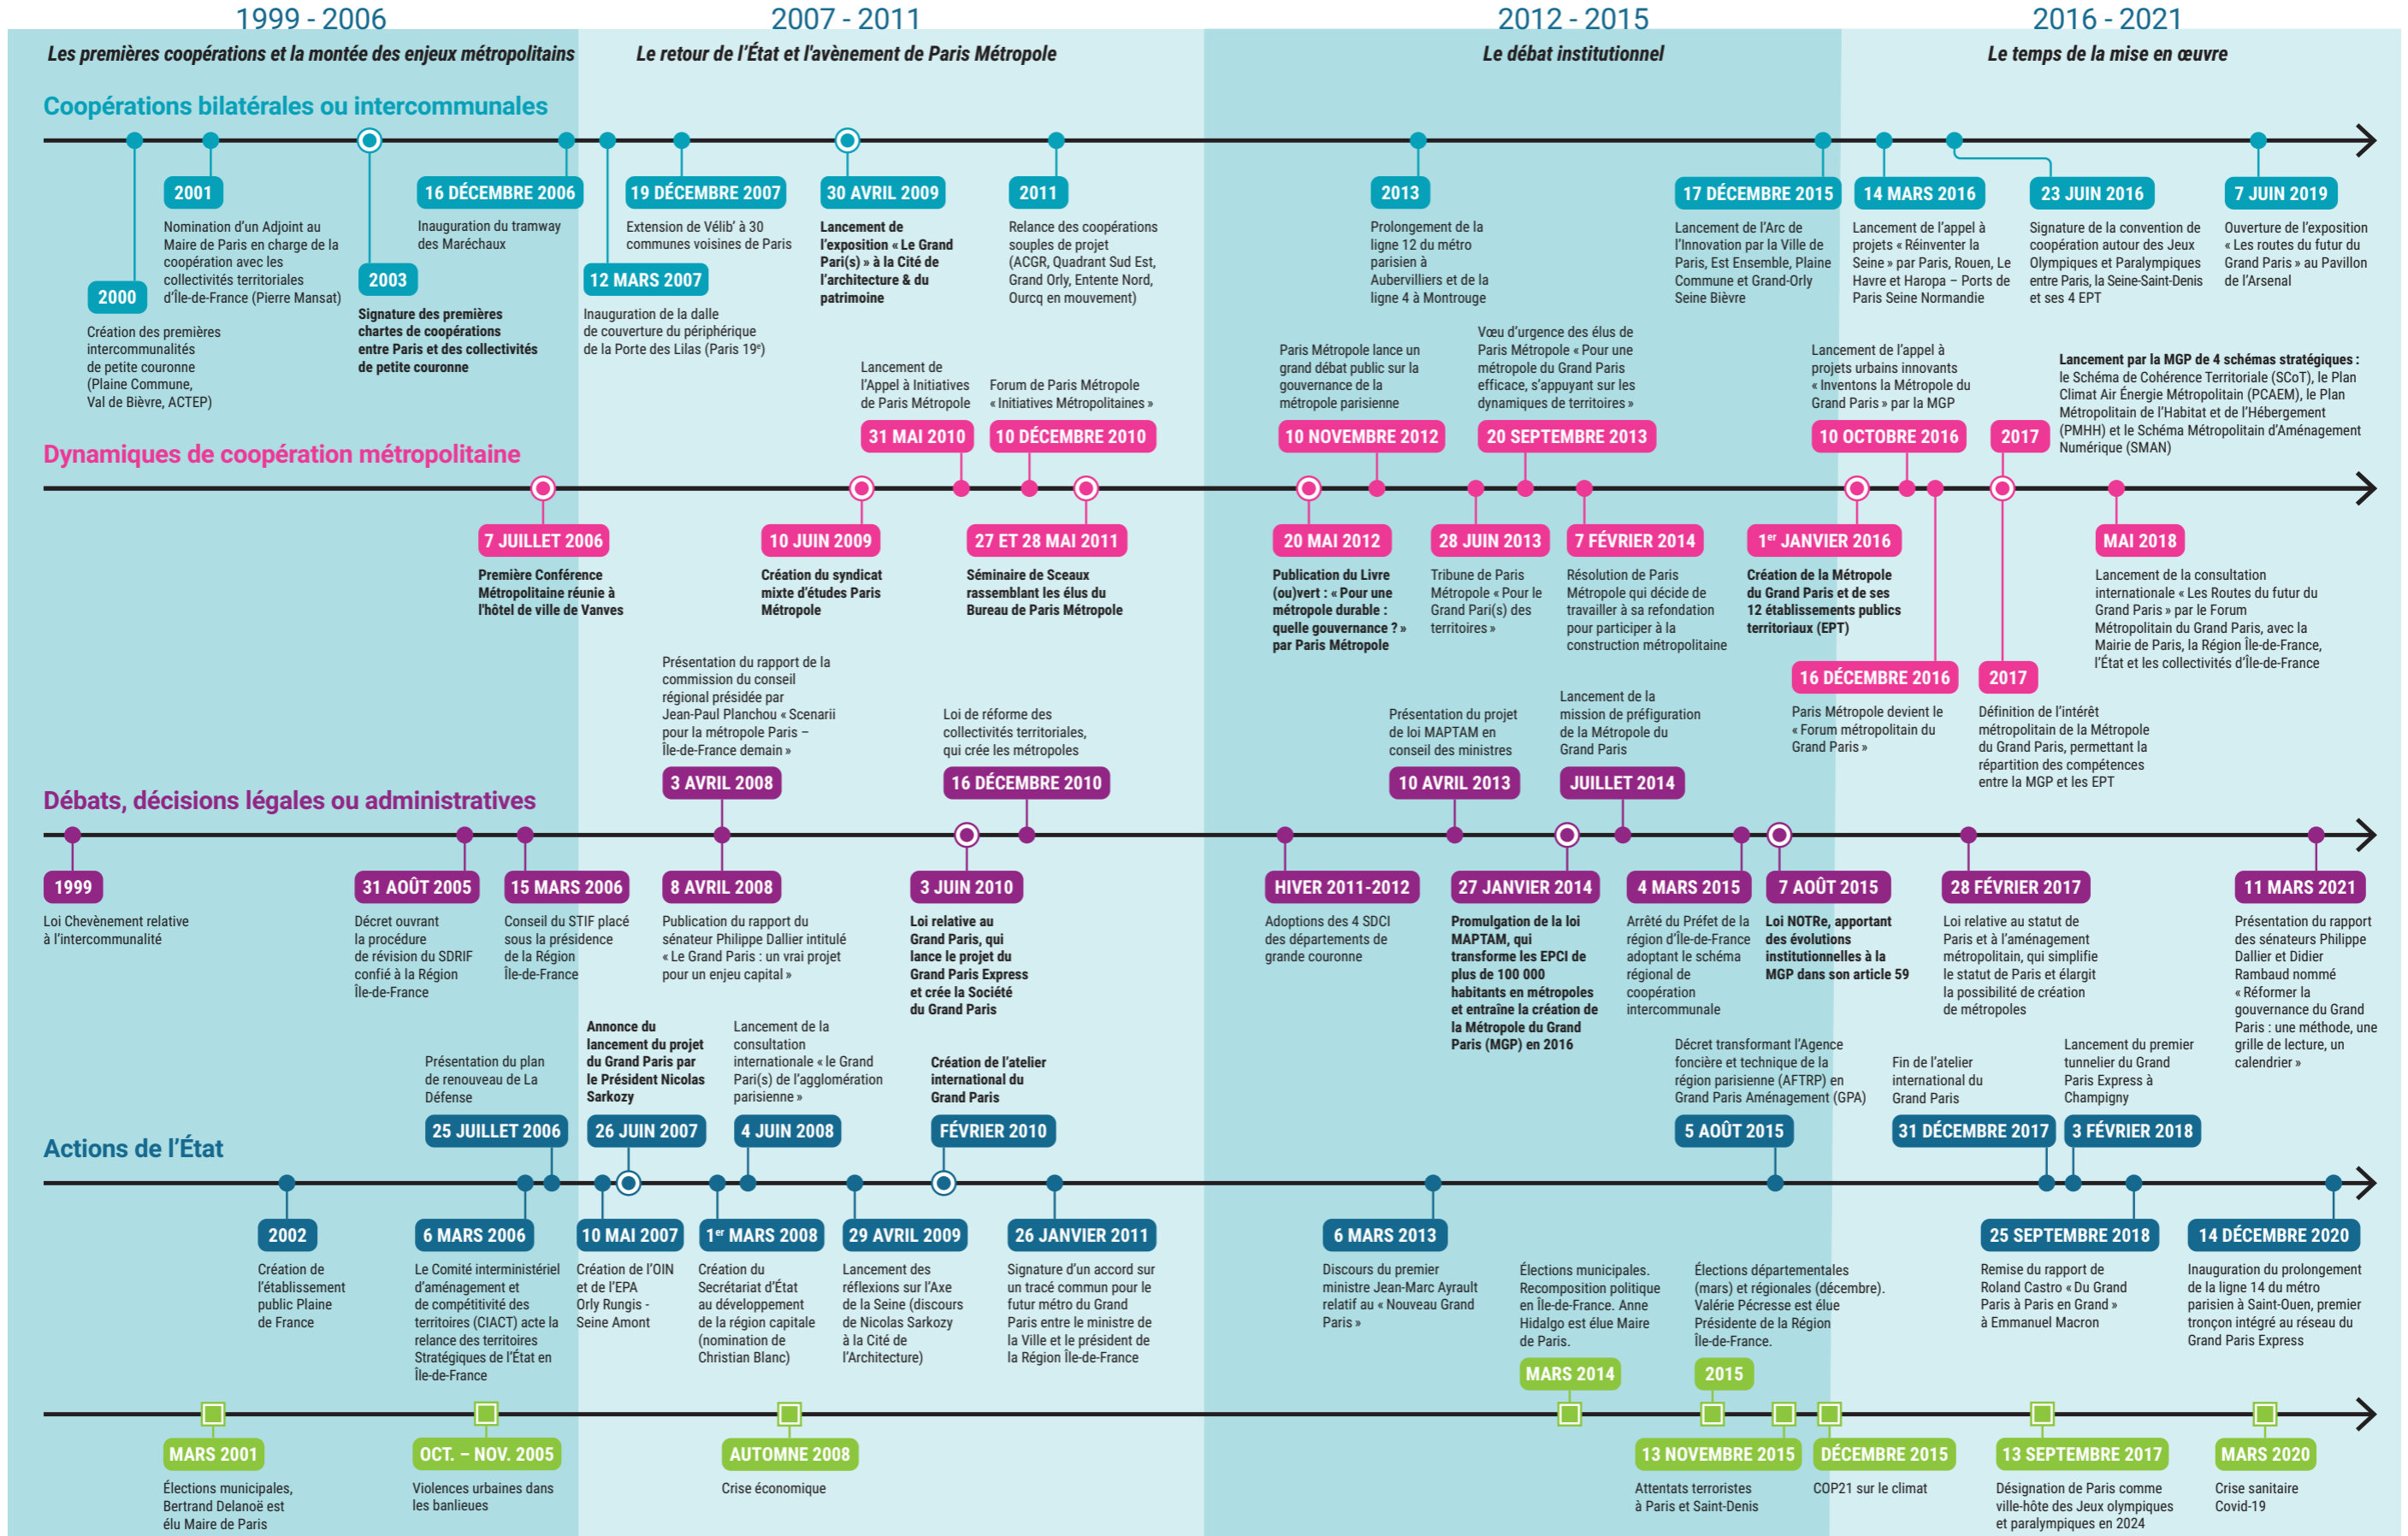 1999 - 2006
2007 - 2011
2012 - 2015
2016 - 2021
Les premières coopérations et la montée des enjeux métropolitains
Le retour de l'État et l'avènement de Paris Métropole
Le débat institutionnel
Le temps de la mise en œuvre
Coopérations bilatérales ou intercommunales
2000
Création des premières
intercommunalités
de petite couronne
(Plaine Commune,
Val de Bièvre, ACTEP)
2001
Nomination d'un Adjoint au
Maire de Paris en charge de la
coopération avec les
collectivités territoriales
d'Île-de-France (Pierre Mansat)
2003
Signature des premières
chartes de coopérations
entre Paris et des collectivités
de petite couronne
16 DÉCEMBRE 2006
Inauguration du tramway
des Maréchaux
12 MARS 2007
Inauguration de la dalle
de couverture du périphérique
de la Porte des Lilas (Paris 19e)
19 DÉCEMBRE 2007
Extension de Vélib' à 30
communes voisines de Paris
30 AVRIL 2009
Lancement de
l'exposition « Le Grand
Pari(s) » à la Cité de
l'architecture & du
patrimoine
2011
Relance des coopérations
souples de projet
(ACGR, Quadrant Sud Est,
Grand Orly, Entente Nord,
Ourcq en mouvement)
2013
Prolongement de la
ligne 12 du métro
parisien à
Aubervilliers et de la
ligne 4 à Montrouge
17 DÉCEMBRE 2015
Lancement de l'Arc de
l'Innovation par la Ville de
Paris, Est Ensemble, Plaine
Commune et Grand-Orly
Seine Bièvre
14 MARS 2016
Lancement de l'appel à
projets « Réinventer la
Seine » par Paris, Rouen, Le
Havre et Haropa – Ports de
Paris Seine Normandie
23 JUIN 2016
Signature de la convention de
coopération autour des Jeux
Olympiques et Paralympiques
entre Paris, la Seine-Saint-Denis
et ses 4 EPT
7 JUIN 2019
Ouverture de l'exposition
« Les routes du futur du
Grand Paris » au Pavillon
de l'Arsenal
Dynamiques de coopération métropolitaine
7 JUILLET 2006
Première Conférence
Métropolitaine réunie à
l'hôtel de ville de Vanves
10 JUIN 2009
Création du syndicat
mixte d'études Paris
Métropole
Lancement de
l'Appel à Initiatives
de Paris Métropole
31 MAI 2010
Forum de Paris Métropole
« Initiatives Métropolitaines »
10 DÉCEMBRE 2010
27 ET 28 MAI 2011
Séminaire de Sceaux
rassemblant les élus du
Bureau de Paris Métropole
20 MAI 2012
Publication du Livre
(ou)vert : « Pour une
métropole durable :
quelle gouvernance ? »
par Paris Métropole
Paris Métropole lance un
grand débat public sur la
gouvernance de la
métropole parisienne
10 NOVEMBRE 2012
28 JUIN 2013
Tribune de Paris
Métropole « Pour le
Grand Pari(s) des
territoires »
Vœu d'urgence des élus de
Paris Métropole « Pour une
métropole du Grand Paris
efficace, s'appuyant sur les
dynamiques de territoires »
20 SEPTEMBRE 2013
7 FÉVRIER 2014
Résolution de Paris
Métropole qui décide de
travailler à sa refondation
pour participer à la
construction métropolitaine
1er JANVIER 2016
Création de la Métropole
du Grand Paris et de ses
12 établissements publics
territoriaux (EPT)
Lancement de l'appel à
projets urbains innovants
« Inventons la Métropole du
Grand Paris » par la MGP
10 OCTOBRE 2016
16 DÉCEMBRE 2016
Paris Métropole devient le
« Forum métropolitain du
Grand Paris »
2017
Lancement par la MGP de 4 schémas stratégiques :
le Schéma de Cohérence Territoriale (SCoT), le Plan
Climat Air Énergie Métropolitain (PCAEM), le Plan
Métropolitain de l'Habitat et de l'Hébergement
(PMHH) et le Schéma Métropolitain d'Aménagement
Numérique (SMAN)
2017
Définition de l'intérêt
métropolitain de la Métropole
du Grand Paris, permettant la
répartition des compétences
entre la MGP et les EPT
MAI 2018
Lancement de la consultation
internationale « Les Routes du futur du
Grand Paris » par le Forum
Métropolitain du Grand Paris, avec la
Mairie de Paris, la Région Île-de-France,
l'État et les collectivités d'Île-de-France
Débats, décisions légales ou administratives
1999
Loi Chevènement relative
à l'intercommunalité
31 AOÛT 2005
Décret ouvrant
la procédure
de révision du SDRIF
confié à la Région
Île-de-France
15 MARS 2006
Conseil du STIF placé
sous la présidence
de la Région
Île-de-France
Présentation du rapport de la
commission du conseil
régional présidée par
Jean-Paul Planchou « Scenarii
pour la métropole Paris –
Île-de-France demain »
3 AVRIL 2008
8 AVRIL 2008
Publication du rapport du
sénateur Philippe Dallier intitulé
« Le Grand Paris : un vrai projet
pour un enjeu capital »
3 JUIN 2010
Loi relative au
Grand Paris, qui
lance le projet du
Grand Paris Express
et crée la Société
du Grand Paris
Loi de réforme des
collectivités territoriales,
qui crée les métropoles
16 DÉCEMBRE 2010
HIVER 2011-2012
Adoptions des 4 SDCI
des départements de
grande couronne
Présentation du projet
de loi MAPTAM en
conseil des ministres
10 AVRIL 2013
27 JANVIER 2014
Promulgation de la loi
MAPTAM, qui
transforme les EPCI de
plus de 100 000
habitants en métropoles
et entraîne la création de
la Métropole du Grand
Paris (MGP) en 2016
Lancement de la
mission de préfiguration
de la Métropole du
Grand Paris
JUILLET 2014
4 MARS 2015
Arrêté du Préfet de la
région d'Île-de-France
adoptant le schéma
régional de
coopération
intercommunale
7 AOÛT 2015
Loi NOTRe, apportant
des évolutions
institutionnelles à la
MGP dans son article 59
28 FÉVRIER 2017
Loi relative au statut de
Paris et à l'aménagement
métropolitain, qui simplifie
le statut de Paris et élargit
la possibilité de création
de métropoles
11 MARS 2021
Présentation du rapport
des sénateurs Philippe
Dallier et Didier
Rambaud nommé
« Réformer la
gouvernance du Grand
Paris : une méthode, une
grille de lecture, un
calendrier »
Actions de l'État
2002
Création de
l'établissement
public Plaine
de France
6 MARS 2006
Le Comité interministériel
d'aménagement et
de compétitivité des
territoires (CIACT) acte la
relance des territoires
Stratégiques de l'État en
Île-de-France
Présentation du plan
de renouveau de La
Défense
25 JUILLET 2006
10 MAI 2007
Création de l'OIN
et de l'EPA
Orly Rungis -
Seine Amont
Annonce du
lancement du projet
du Grand Paris par
le Président Nicolas
Sarkozy
26 JUIN 2007
1er MARS 2008
Création du
Secrétariat d'État
au développement
de la région capitale
(nomination de
Christian Blanc)
Lancement de la
consultation
internationale « le Grand
Pari(s) de l'agglomération
parisienne »
4 JUIN 2008
29 AVRIL 2009
Lancement des
réflexions sur l'Axe
de la Seine (discours
de Nicolas Sarkozy
à la Cité de
l'Architecture)
Création de l'atelier
international du
Grand Paris
FÉVRIER 2010
26 JANVIER 2011
Signature d'un accord sur
un tracé commun pour le
futur métro du Grand
Paris entre le ministre de
la Ville et le président de
la Région Île-de-France
6 MARS 2013
Discours du premier
ministre Jean-Marc Ayrault
relatif au « Nouveau Grand
Paris »
Décret transformant l'Agence
foncière et technique de la
région parisienne (AFTRP) en
Grand Paris Aménagement (GPA)
5 AOÛT 2015
Fin de l'atelier
international du
Grand Paris
31 DÉCEMBRE 2017
Lancement du premier
tunnelier du Grand
Paris Express à
Champigny
3 FÉVRIER 2018
25 SEPTEMBRE 2018
Remise du rapport de
Roland Castro « Du Grand
Paris à Paris en Grand »
à Emmanuel Macron
14 DÉCEMBRE 2020
Inauguration du prolongement
de la ligne 14 du métro
parisien à Saint-Ouen, premier
tronçon intégré au réseau du
Grand Paris Express
MARS 2001
Élections municipales,
Bertrand Delanoë est
élu Maire de Paris
OCT. – NOV. 2005
Violences urbaines dans
les banlieues
AUTOMNE 2008
Crise économique
Élections municipales.
Recomposition politique
en Île-de-France. Anne
Hidalgo est élue Maire
de Paris.
MARS 2014
Élections départementales
(mars) et régionales (décembre).
Valérie Pécresse est élue
Présidente de la Région
Île-de-France.
2015
13 NOVEMBRE 2015
Attentats terroristes
à Paris et Saint-Denis
DÉCEMBRE 2015
COP21 sur le climat
13 SEPTEMBRE 2017
Désignation de Paris comme
ville-hôte des Jeux olympiques
et paralympiques en 2024
MARS 2020
Crise sanitaire
Covid-19